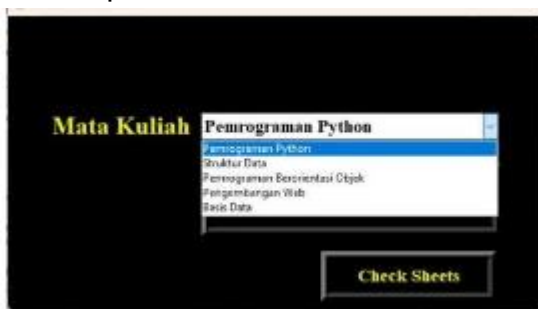 Mata Kuliah Pemrograman Python
Pemrograman Python
Struktur Data
Pemrograman Berorientasi Objek
Pengembangan Web
Basis Data
Check Sheets